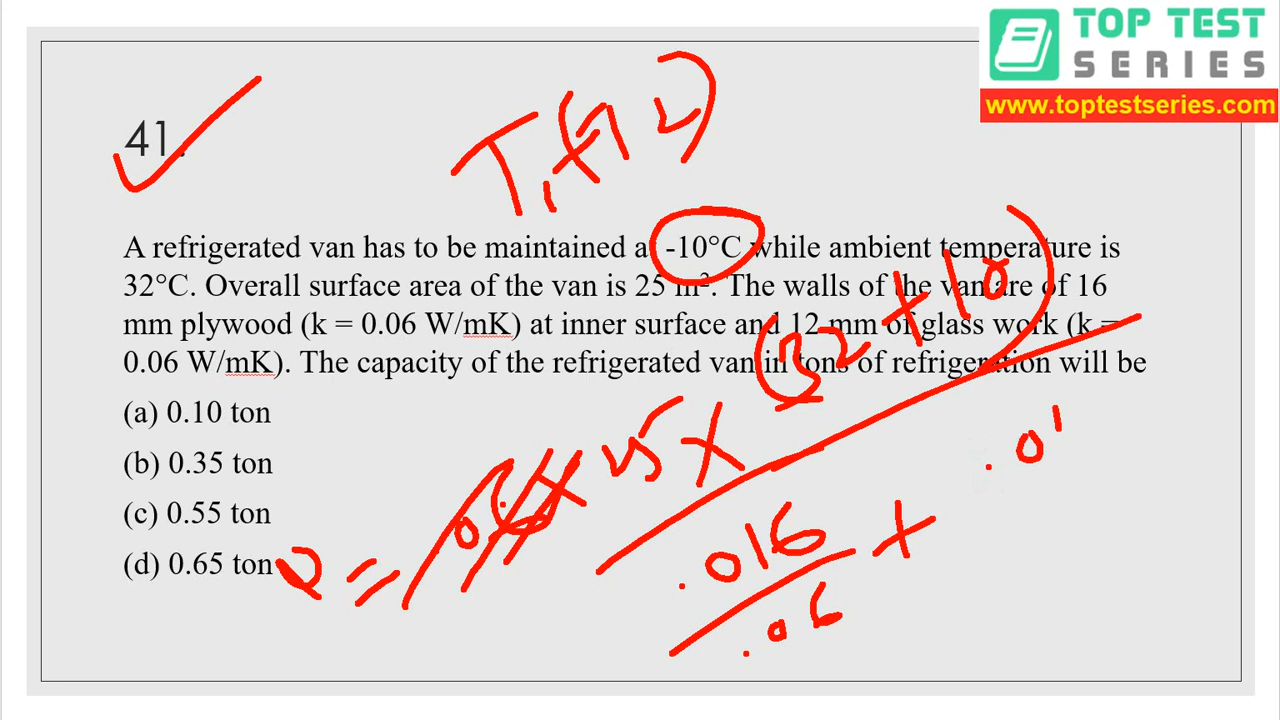 TOP TEST
SERIES
www.toptestseries.com
41.
A refrigerated van has to be maintained a -10°C while ambient temperature is
32°C. Overall surface area of the van is 25 m². The walls of the van are of 16
mm plywood (k = 0.06 W/mK) at inner surface and 12 mm of glass work (k =
0.06 W/mK). The capacity of the refrigerated van in tons of refrigeration will be
(a) 0.10 ton
(b) 0.35 ton
(c) 0.55 ton
(d) 0.65 ton
(32 + 10)
25 ×
.016 + .01
.06